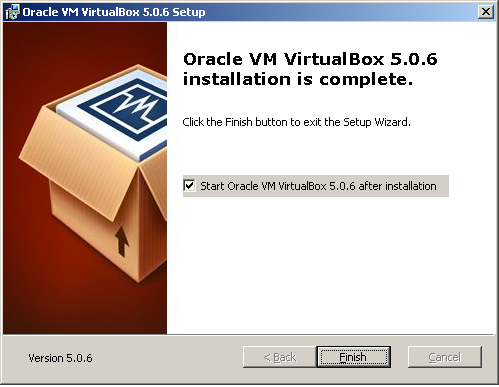 Oracle VM VirtualBox 5.0.6 Setup
Oracle VM VirtualBox 5.0.6
installation is complete.
Click the Finish button to exit the Setup Wizard.
Start Oracle VM VirtualBox 5.0.6 after installation
Version 5.0.6
< Back
Finish
Cancel